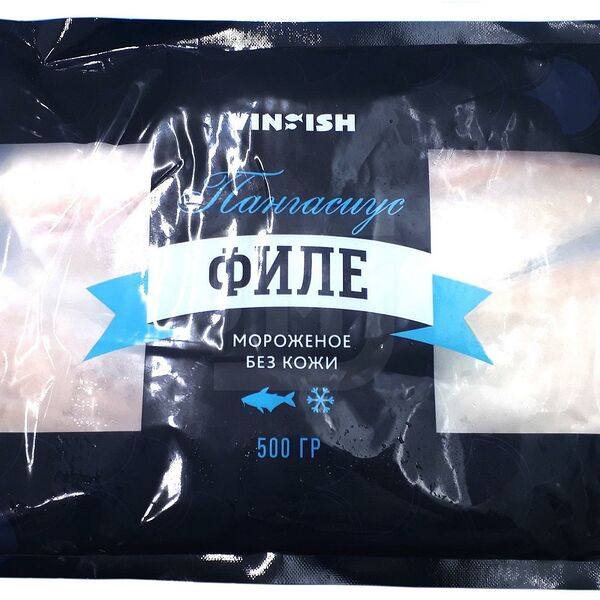 VINFISH
Пангасиус
ФИЛЕ
МОРОЖЕНОЕ
БЕЗ КОЖИ
500 ГР